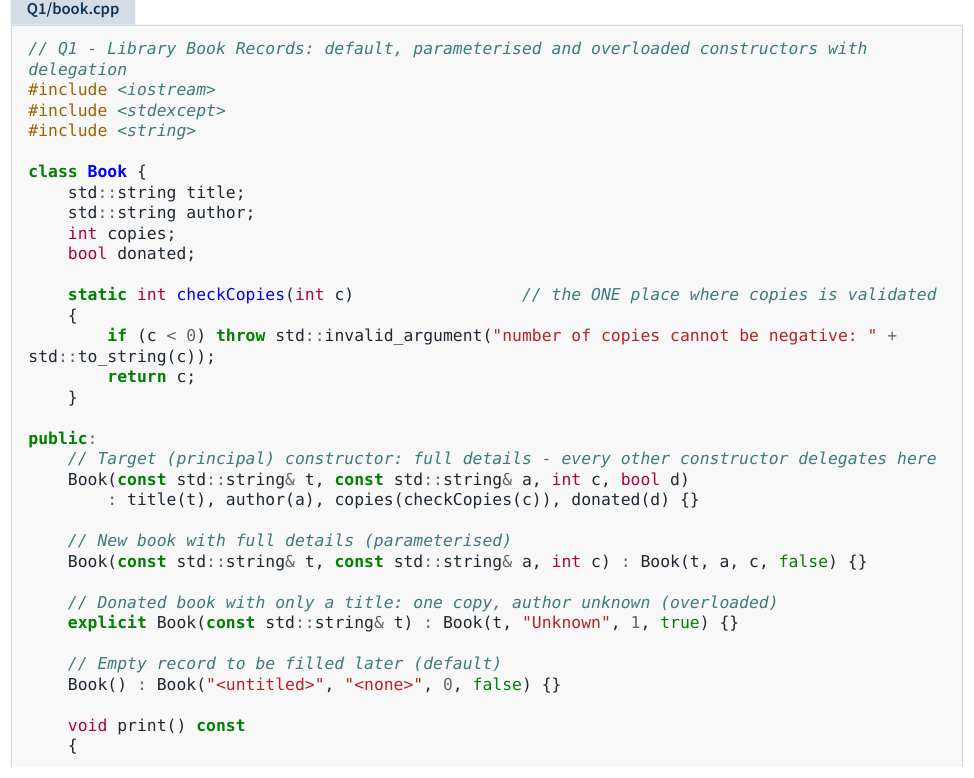 Q1/book.cpp
// Q1 - Library Book Records: default, parameterised and overloaded constructors with
delegation
#include <iostream>
#include <stdexcept>
#include <string>

class Book {
    std::string title;
    std::string author;
    int copies;
    bool donated;

    static int checkCopies(int c)                 // the ONE place where copies is validated
    {
        if (c < 0) throw std::invalid_argument("number of copies cannot be negative: " +
std::to_string(c));
        return c;
    }

public:
    // Target (principal) constructor: full details - every other constructor delegates here
    Book(const std::string& t, const std::string& a, int c, bool d)
        : title(t), author(a), copies(checkCopies(c)), donated(d) {}

    // New book with full details (parameterised)
    Book(const std::string& t, const std::string& a, int c) : Book(t, a, c, false) {}

    // Donated book with only a title: one copy, author unknown (overloaded)
    explicit Book(const std::string& t) : Book(t, "Unknown", 1, true) {}

    // Empty record to be filled later (default)
    Book() : Book("<untitled>", "<none>", 0, false) {}

    void print() const
    {